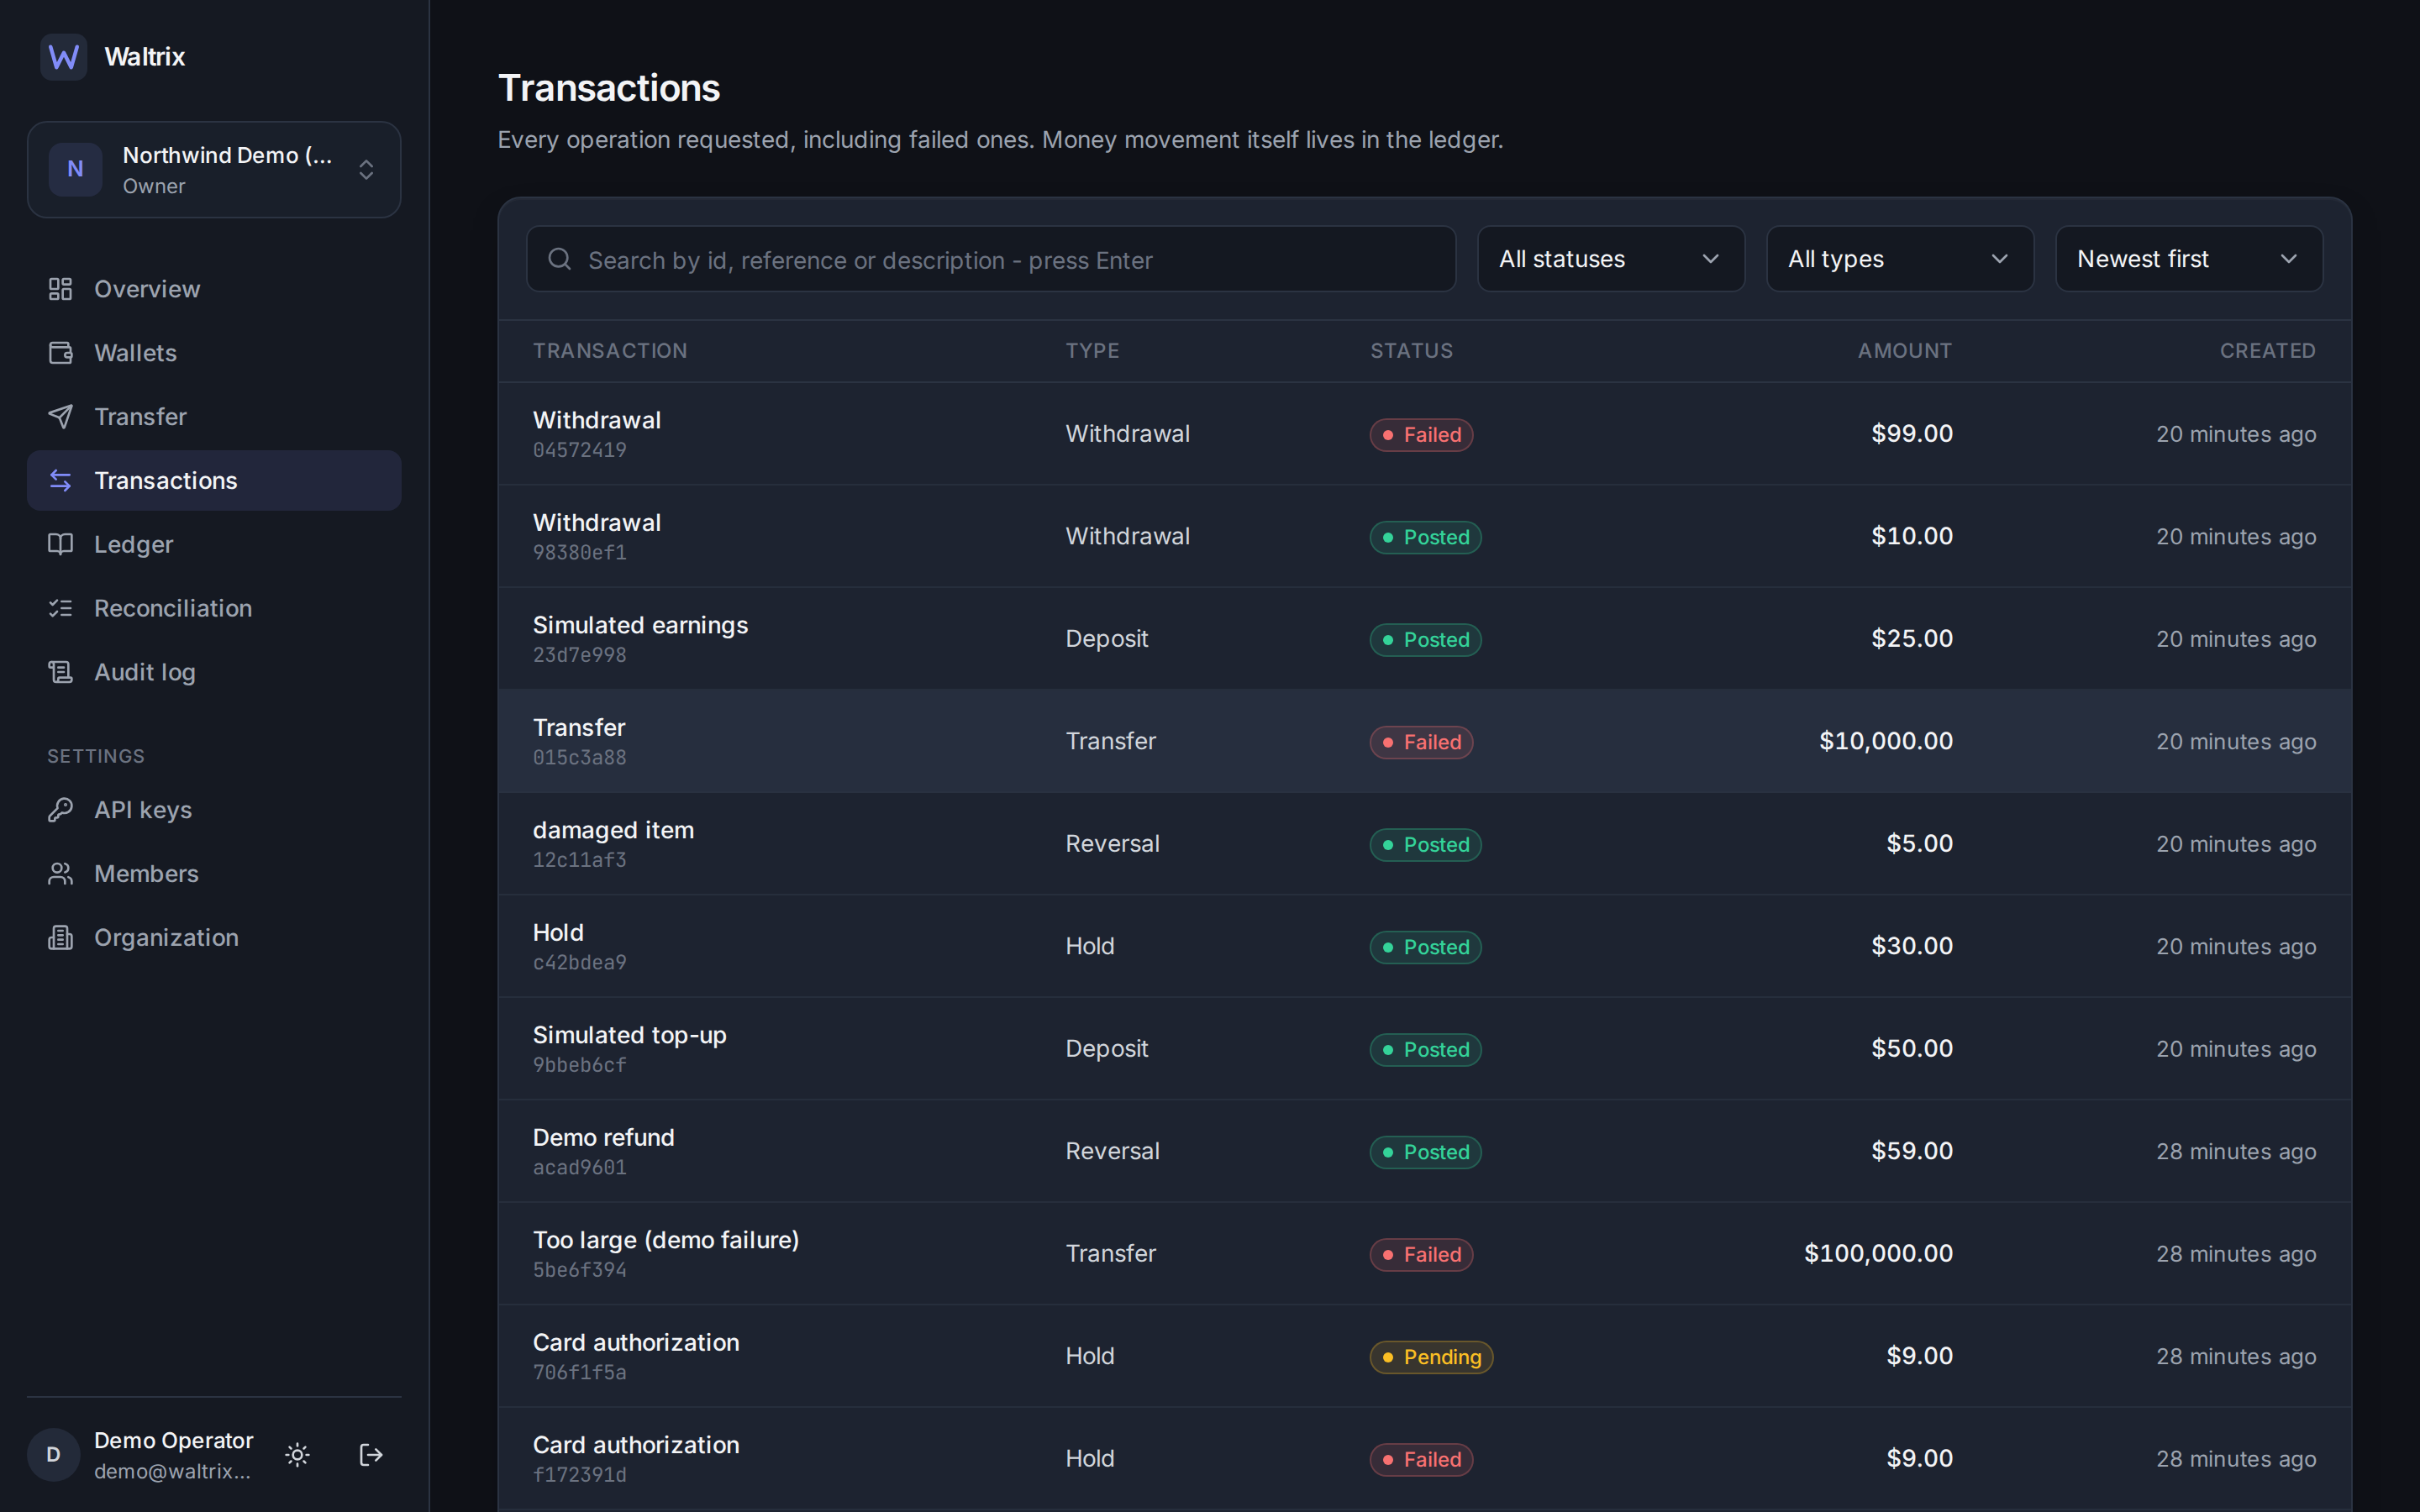 Waltrix
N
Northwind Demo (...
Owner
Overview
Wallets
Transfer
Transactions
Ledger
Reconciliation
Audit log
SETTINGS
API keys
Members
Organization
D
Demo Operator
demo@waltrix...
Transactions
Every operation requested, including failed ones. Money movement itself lives in the ledger.
Search by id, reference or description - press Enter
All statuses
All types
Newest first
TRANSACTION TYPE STATUS AMOUNT CREATED
Withdrawal
04572419
Withdrawal Failed $99.00 20 minutes ago
Withdrawal
98380ef1
Withdrawal Posted $10.00 20 minutes ago
Simulated earnings
23d7e998
Deposit Posted $25.00 20 minutes ago
Transfer
015c3a88
Transfer Failed $10,000.00 20 minutes ago
damaged item
12c11af3
Reversal Posted $5.00 20 minutes ago
Hold
c42bdea9
Hold Posted $30.00 20 minutes ago
Simulated top-up
9bbeb6cf
Deposit Posted $50.00 20 minutes ago
Demo refund
acad9601
Reversal Posted $59.00 28 minutes ago
Too large (demo failure)
5be6f394
Transfer Failed $100,000.00 28 minutes ago
Card authorization
706f1f5a
Hold Pending $9.00 28 minutes ago
Card authorization
f172391d
Hold Failed $9.00 28 minutes ago